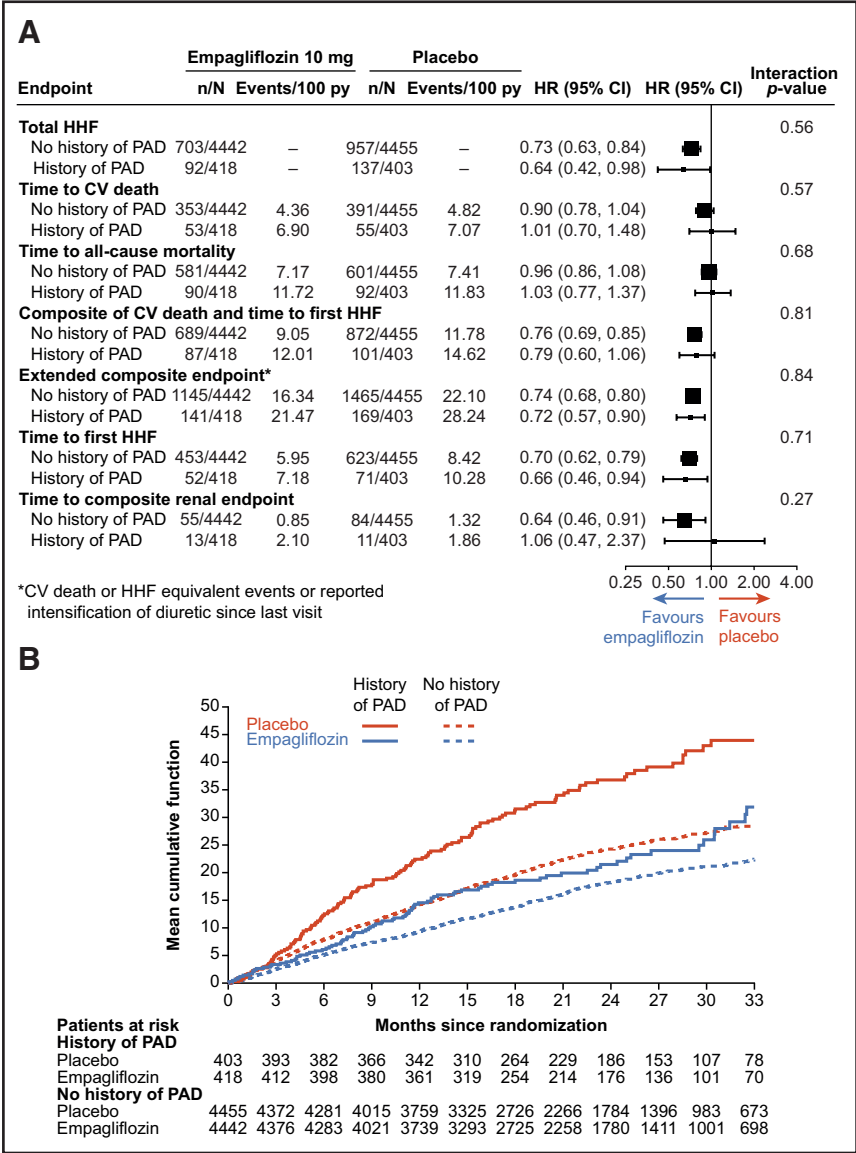 A
Empagliflozin 10 mg Placebo
Endpoint n/N Events/100 py n/N Events/100 py HR (95% CI) HR (95% CI) Interaction p-value
Total HHF 0.56
No history of PAD 703/4442 – 957/4455 – 0.73 (0.63, 0.84)
History of PAD 92/418 – 137/403 – 0.64 (0.42, 0.98)
Time to CV death 0.57
No history of PAD 353/4442 4.36 391/4455 4.82 0.90 (0.78, 1.04)
History of PAD 53/418 6.90 55/403 7.07 1.01 (0.70, 1.48)
Time to all-cause mortality 0.68
No history of PAD 581/4442 7.17 601/4455 7.41 0.96 (0.86, 1.08)
History of PAD 90/418 11.72 92/403 11.83 1.03 (0.77, 1.37)
Composite of CV death and time to first HHF 0.81
No history of PAD 689/4442 9.05 872/4455 11.78 0.76 (0.69, 0.85)
History of PAD 87/418 12.01 101/403 14.62 0.79 (0.60, 1.06)
Extended composite endpoint* 0.84
No history of PAD 1145/4442 16.34 1465/4455 22.10 0.74 (0.68, 0.80)
History of PAD 141/418 21.47 169/403 28.24 0.72 (0.57, 0.90)
Time to first HHF 0.71
No history of PAD 453/4442 5.95 623/4455 8.42 0.70 (0.62, 0.79)
History of PAD 52/418 7.18 71/403 10.28 0.66 (0.46, 0.94)
Time to composite renal endpoint 0.27
No history of PAD 55/4442 0.85 84/4455 1.32 0.64 (0.46, 0.91)
History of PAD 13/418 2.10 11/403 1.86 1.06 (0.47, 2.37)
0.25 0.50 1.00 2.00 4.00
*CV death or HHF equivalent events or reported
intensification of diuretic since last visit
Favours empagliflozin
Favours placebo
B
History of PAD
No history of PAD
Placebo
Empagliflozin
Mean cumulative function
50
45
40
35
30
25
20
15
10
5
0
0 3 6 9 12 15 18 21 24 27 30 33
Months since randomization
Patients at risk
History of PAD
Placebo 403 393 382 366 342 310 264 229 186 153 107 78
Empagliflozin 418 412 398 380 361 319 254 214 176 136 101 70
No history of PAD
Placebo 4455 4372 4281 4015 3759 3325 2726 2266 1784 1396 983 673
Empagliflozin 4442 4376 4283 4021 3739 3293 2725 2258 1780 1411 1001 698